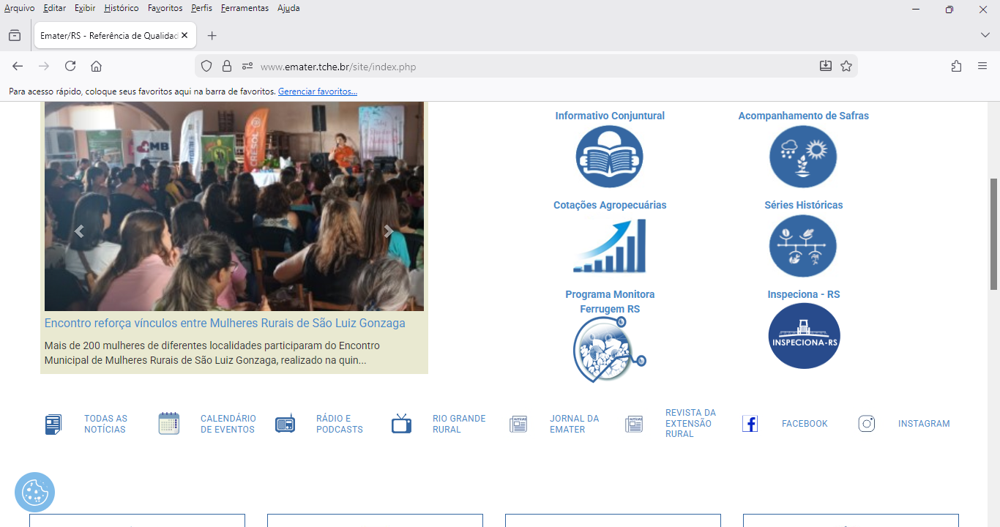 Arquivo Editar Exibir Histórico Favoritos Perfis Ferramentas Ajuda
Emater/RS - Referência de Qualidad
www.emater.tche.br/site/index.php
Para acesso rápido, coloque seus favoritos aqui na barra de favoritos. Gerenciar favoritos...
MB
CRESOL
Encontro reforça vínculos entre Mulheres Rurais de São Luiz Gonzaga
Mais de 200 mulheres de diferentes localidades participaram do Encontro
Municipal de Mulheres Rurais de São Luiz Gonzaga, realizado na quin...
Informativo Conjuntural
Acompanhamento de Safras
Cotações Agropecuárias
Séries Históricas
Programa Monitora
Ferrugem RS
Inspeciona - RS
INSPECIONA-RS
TODAS AS
NOTÍCIAS
CALENDÁRIO
DE EVENTOS
RÁDIO E
PODCASTS
RIO GRANDE
RURAL
JORNAL DA
EMATER
REVISTA DA
EXTENSÃO
RURAL
FACEBOOK
INSTAGRAM